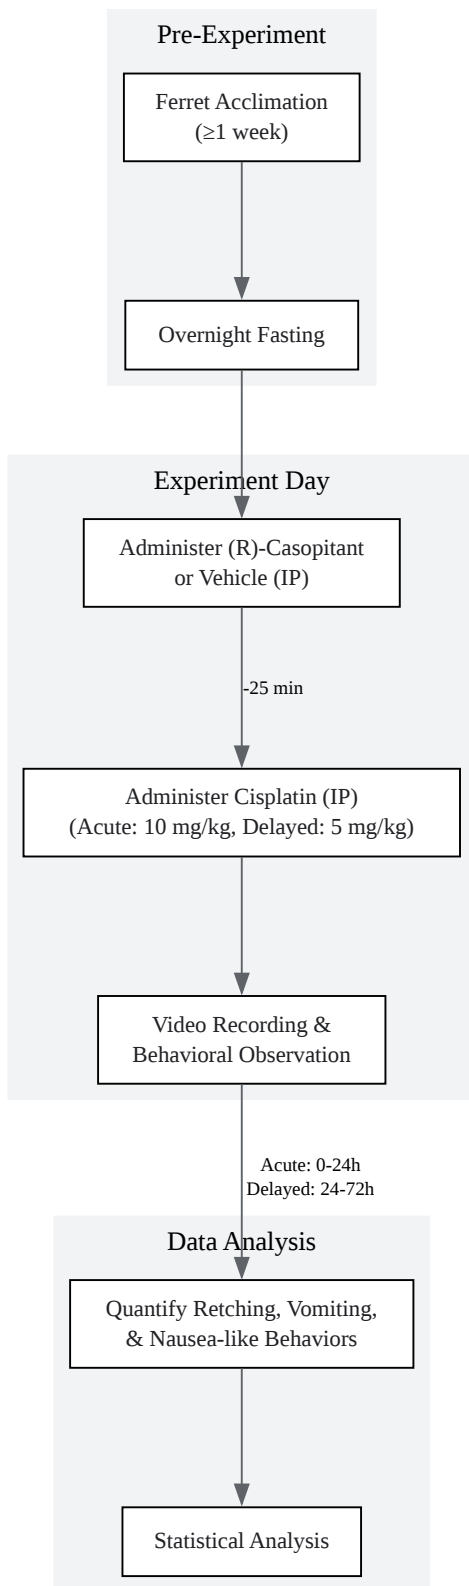 Pre-Experiment
Ferret Acclimation
(≥1 week)
Overnight Fasting
Experiment Day
Administer (R)-Casopitant
or Vehicle (IP)
-25 min
Administer Cisplatin (IP)
(Acute: 10 mg/kg, Delayed: 5 mg/kg)
Video Recording &
Behavioral Observation
Acute: 0-24h
Delayed: 24-72h
Data Analysis
Quantify Retching, Vomiting,
& Nausea-like Behaviors
Statistical Analysis